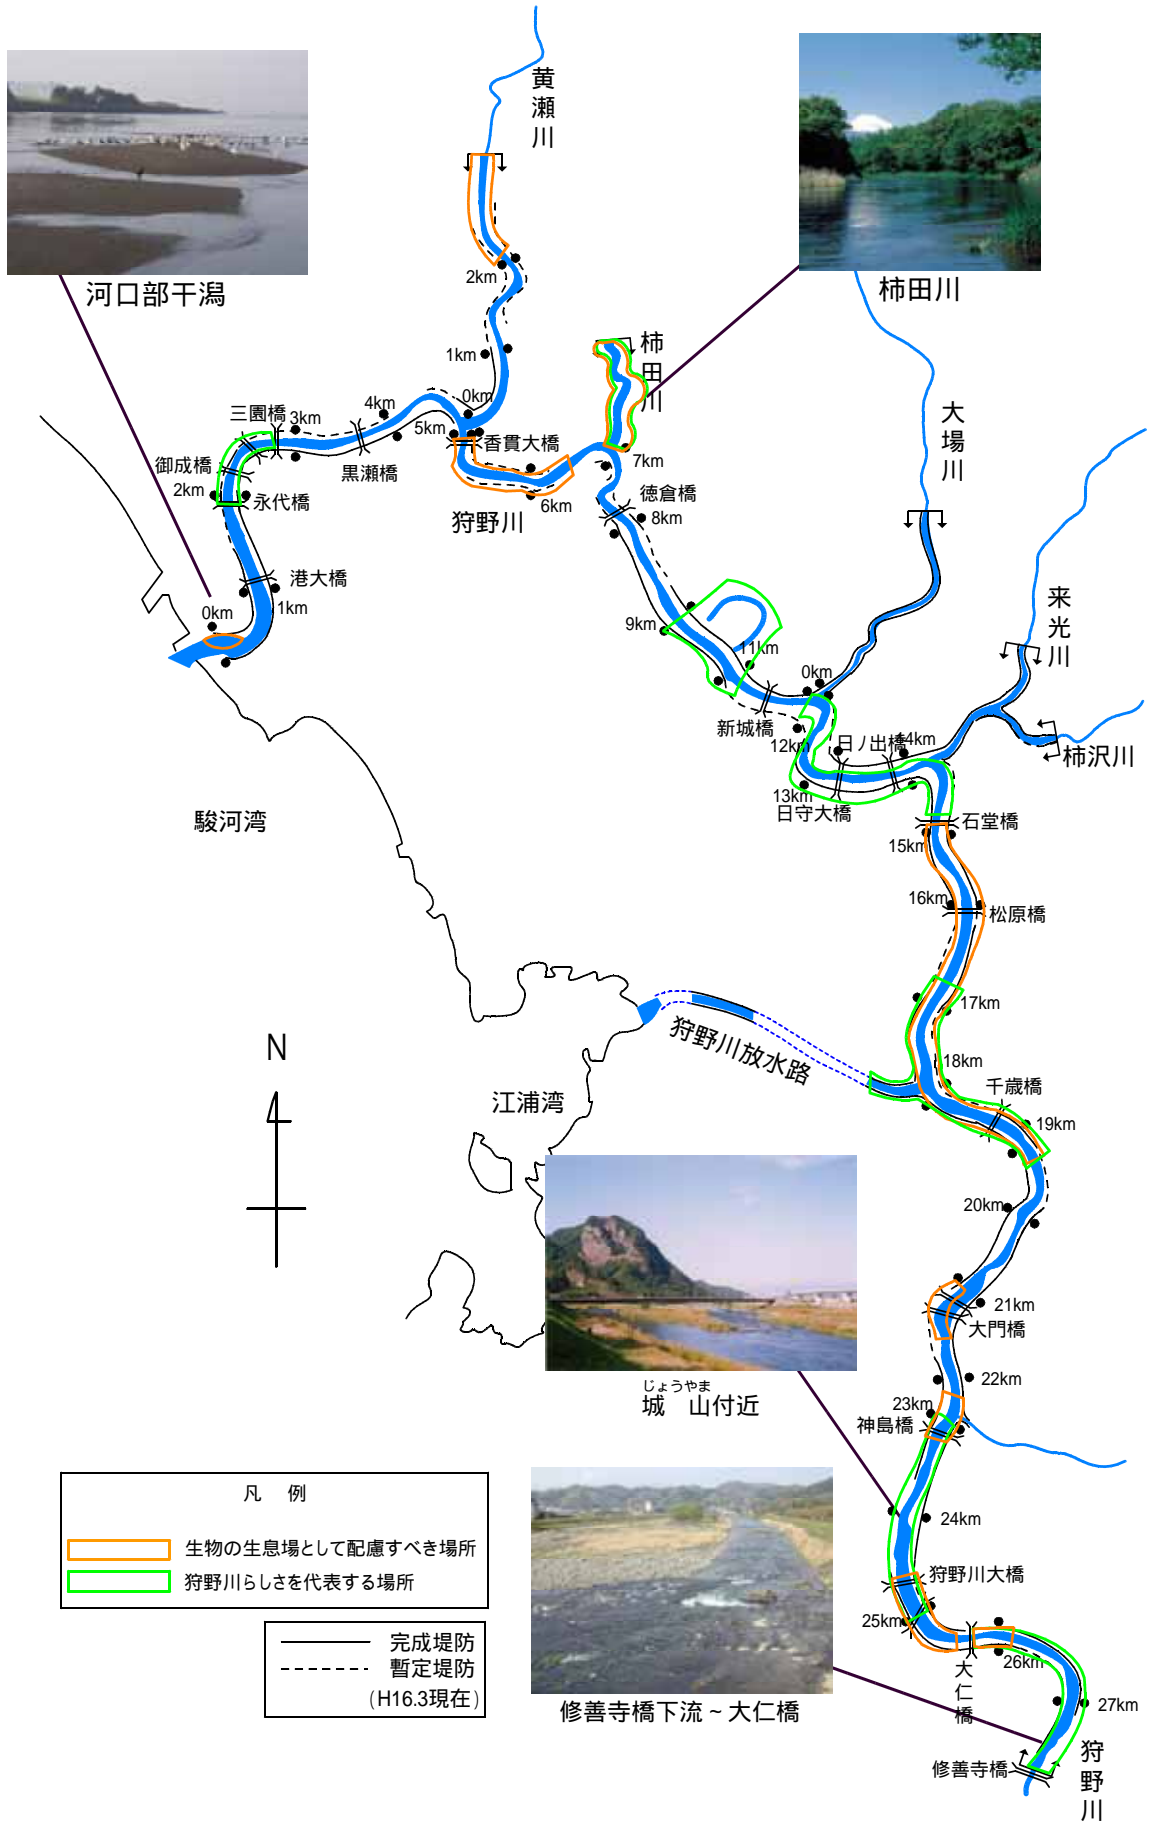 黄瀬川
河口部干潟
柿田川
2km
1km
0km
柿田川
大場川
三園橋
3km
4km
5km
香貫大橋
御成橋
黒瀬橋
7km
2km
永代橋
6km
徳倉橋
8km
狩野川
港大橋
1km
0km
来光川
9km
11km
0km
新城橋
12km
日ノ出橋
14km
柿沢川
13km
日守大橋
石堂橋
駿河湾
15km
16km
松原橋
17km
狩野川放水路
18km
千歳橋
N
江浦湾
19km
20km
21km
大門橋
22km
じょうやま
城 山付近
23km
神島橋
凡 例
生物の生息場として配慮すべき場所
狩野川らしさを代表する場所
24km
狩野川大橋
25km
完成堤防
暫定堤防
(H16.3現在)
大仁橋
26km
27km
修善寺橋下流~大仁橋
修善寺橋
狩野川